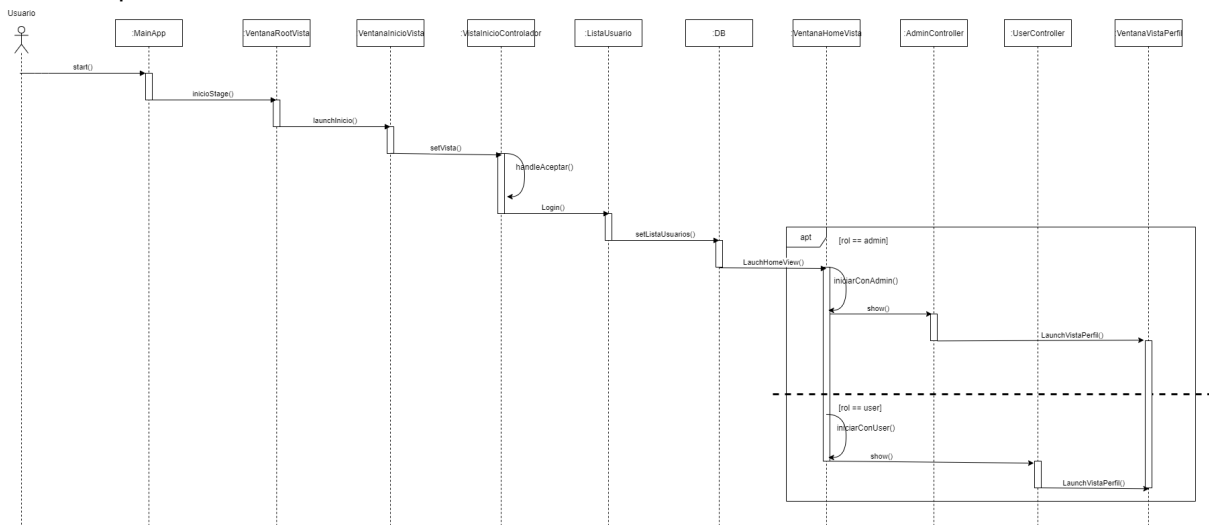 Usuario
:MainApp
:VentanaRootVista
VentanaInicioVista
:VistaInicioControlador
:ListaUsuario
:DB
:VentanaHomeVista
:AdminController
:UserController
:VentanaVistaPerfil
start()
inicioStage()
launchInicio()
setVista()
handleAceptar()
Login()
setListaUsuarios()
apt
[rol == admin]
LauchHomeView()
iniciarConAdmin()
show()
LaunchVistaPerfil()
[rol == user]
iniciarConUser()
show()
LaunchVistaPerfil()